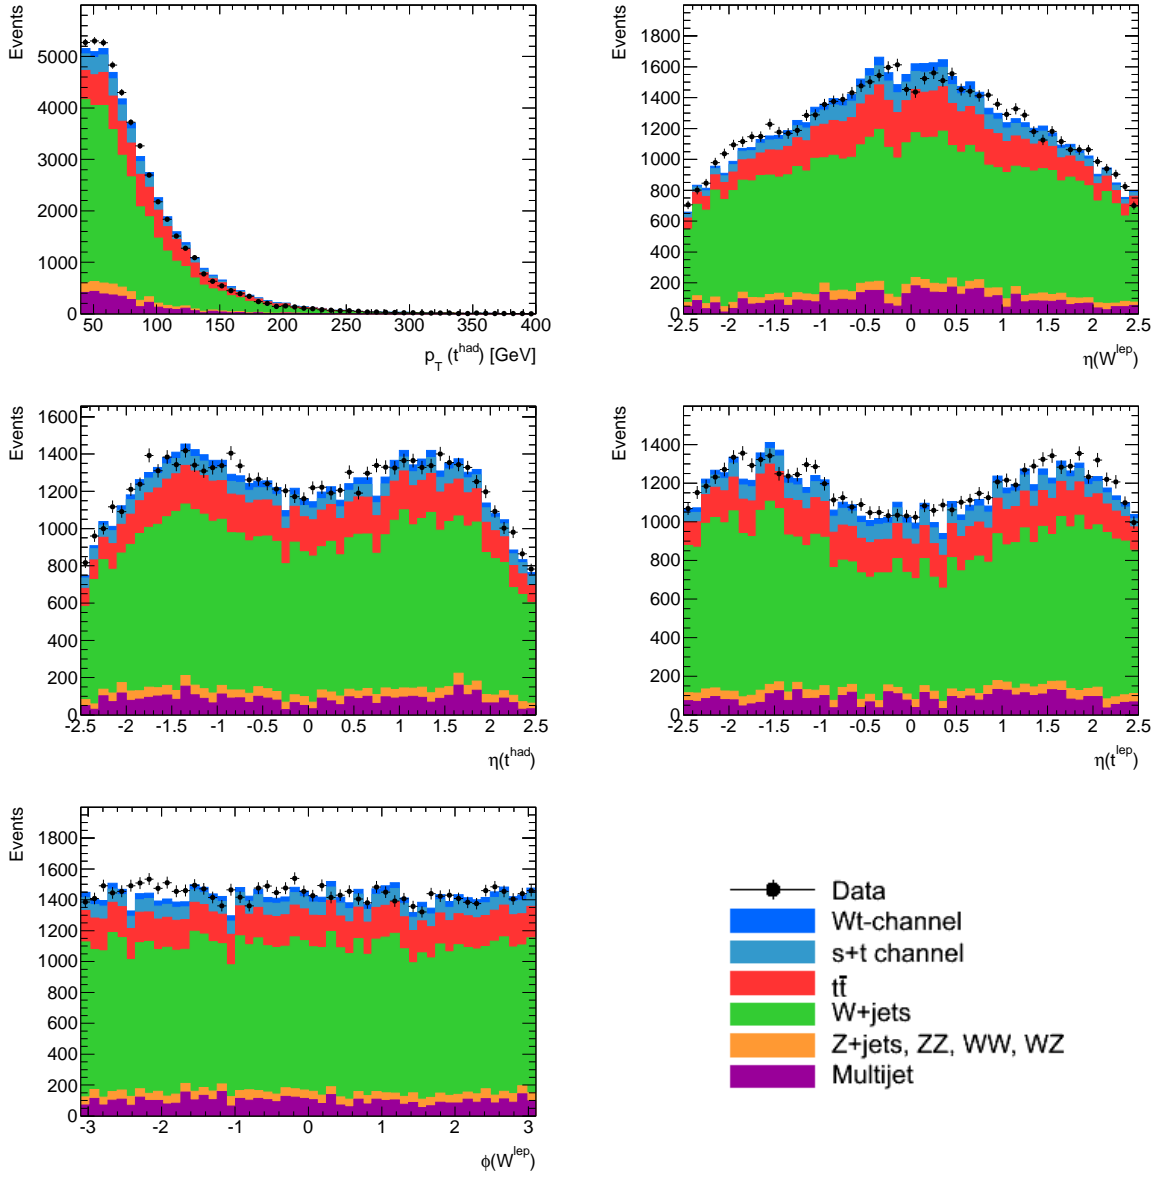 Events
5000
4000
3000
2000
1000
0
50 100 150 200 250 300 350 400
p_T (t^had) [GeV]
Events
1800
1600
1400
1200
1000
800
600
400
200
0
-2.5 -2 -1.5 -1 -0.5 0 0.5 1 1.5 2 2.5
η(W^lep)
Events
1600
1400
1200
1000
800
600
400
200
0
-2.5 -2 -1.5 -1 -0.5 0 0.5 1 1.5 2 2.5
η(t^had)
Events
1400
1200
1000
800
600
400
200
0
-2.5 -2 -1.5 -1 -0.5 0 0.5 1 1.5 2 2.5
η(t^lep)
Events
1800
1600
1400
1200
1000
800
600
400
200
0
-3 -2 -1 0 1 2 3
ϕ(W^lep)
Data
Wt-channel
s+t channel
tt̄
W+jets
Z+jets, ZZ, WW, WZ
Multijet